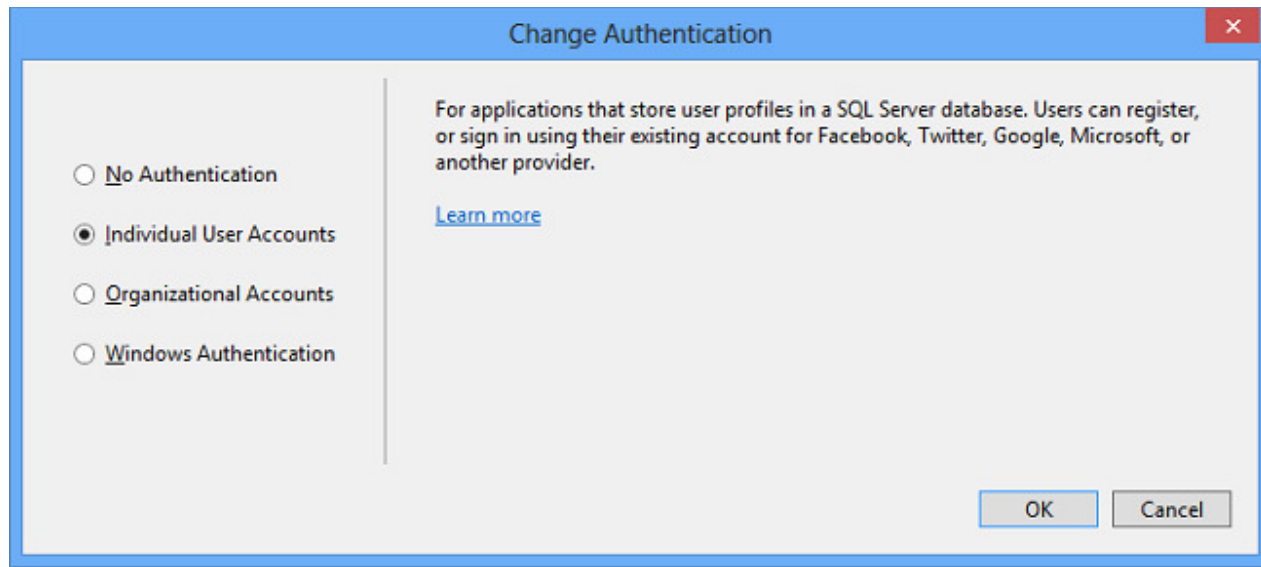 Change Authentication
No Authentication
Individual User Accounts
Organizational Accounts
Windows Authentication
For applications that store user profiles in a SQL Server database. Users can register,
or sign in using their existing account for Facebook, Twitter, Google, Microsoft, or
another provider.
Learn more
OK
Cancel